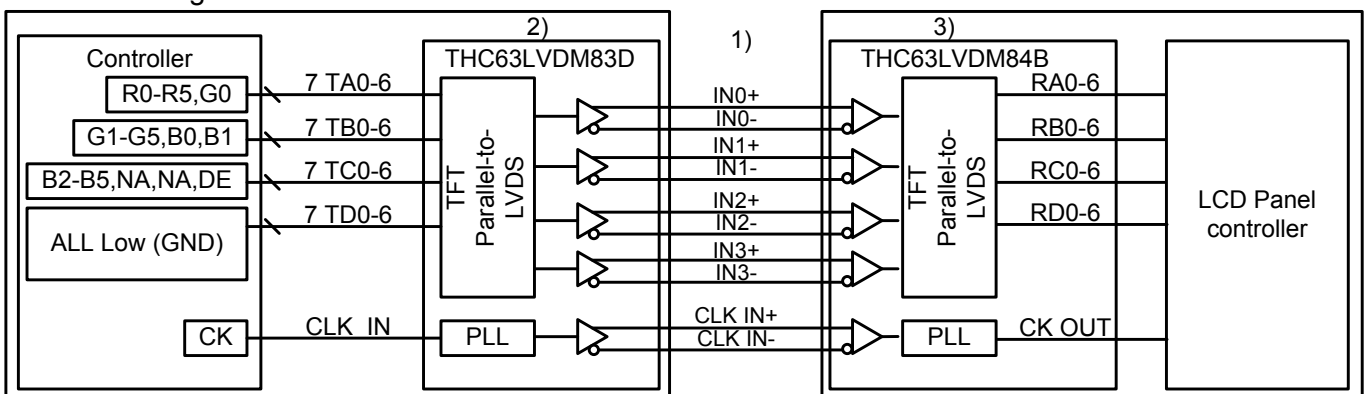 2)
1)
3)
Controller
THC63LVDM83D
THC63LVDM84B
R0-R5,G0
7 TA0-6
G1-G5,B0,B1
7 TB0-6
B2-B5,NA,NA,DE
7 TC0-6
ALL Low (GND)
7 TD0-6
CK
CLK IN
TFT
Parallel-to-
LVDS
PLL
IN0+
IN0-
IN1+
IN1-
IN2+
IN2-
IN3+
IN3-
CLK IN+
CLK IN-
TFT
Parallel-to-
LVDS
PLL
RA0-6
RB0-6
RC0-6
RD0-6
CK OUT
LCD Panel
controller